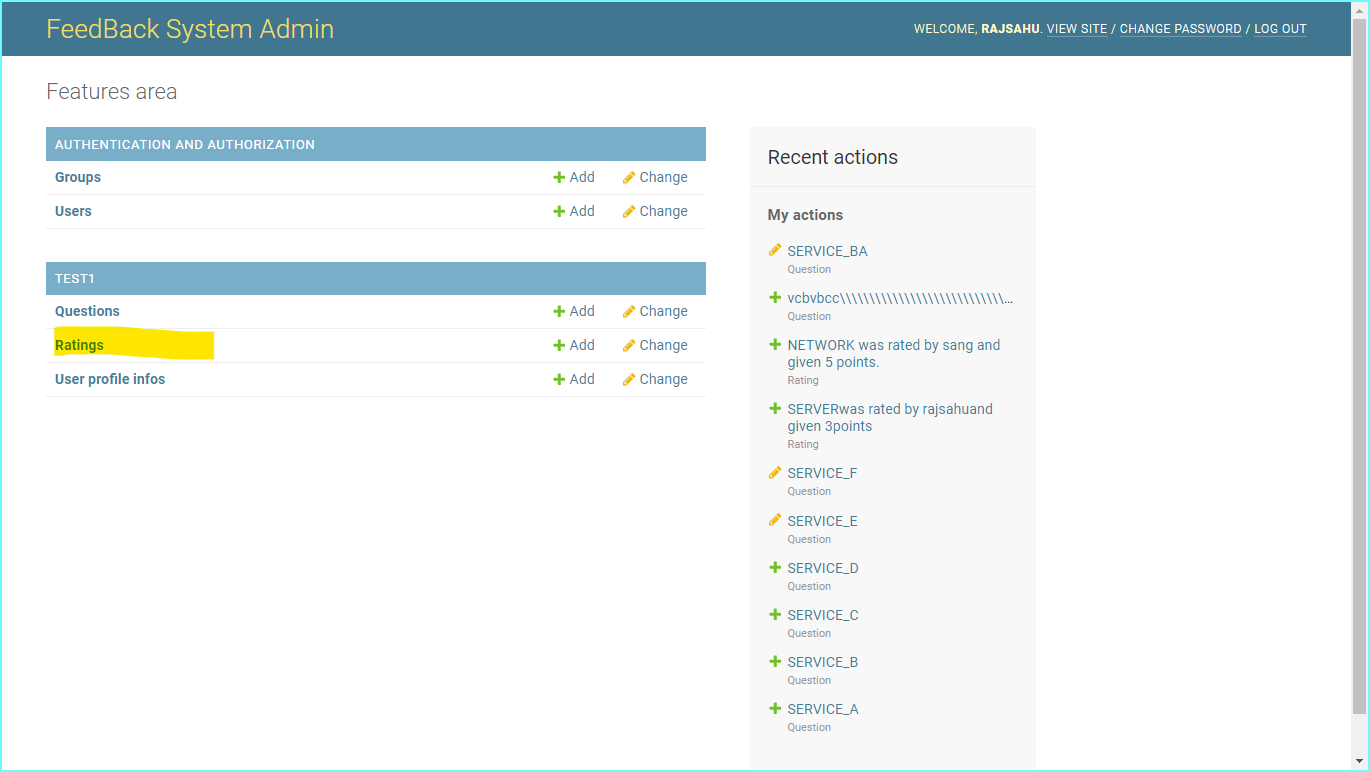 FeedBack System Admin
WELCOME, RAJSAHU. VIEW SITE / CHANGE PASSWORD / LOG OUT
Features area
AUTHENTICATION AND AUTHORIZATION
Groups Add Change
Users Add Change
TEST1
Questions Add Change
Ratings Add Change
User profile infos Add Change
Recent actions
My actions
SERVICE_BA
Question
vcbvbcc\\\\\\\\\\\\\\\\\\\\\\\\\\\\...
Question
NETWORK was rated by sang and
given 5 points.
Rating
SERVERwas rated by rajsahuand
given 3points
Rating
SERVICE_F
Question
SERVICE_E
Question
SERVICE_D
Question
SERVICE_C
Question
SERVICE_B
Question
SERVICE_A
Question